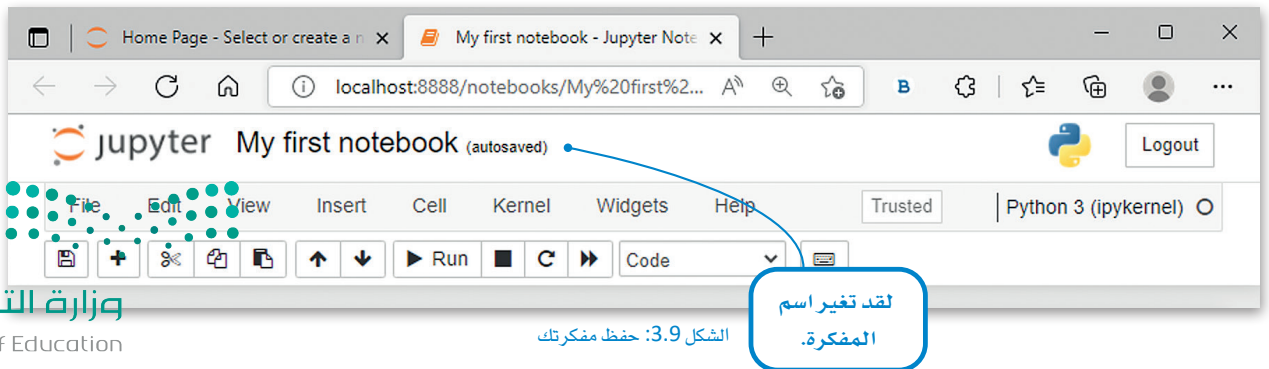 Home Page - Select or create a n
My first notebook - Jupyter Note
localhost:8888/notebooks/My%20first%2...
B
jupyter My first notebook (autosaved)
Logout
File Edit View Insert Cell Kernel Widgets Help
Trusted
Python 3 (ipykernel)
Run
Code
لقد تغير اسم
المفكرة.
الشكل 3.9: حفظ مفكرتك
وزارة الت
f Education